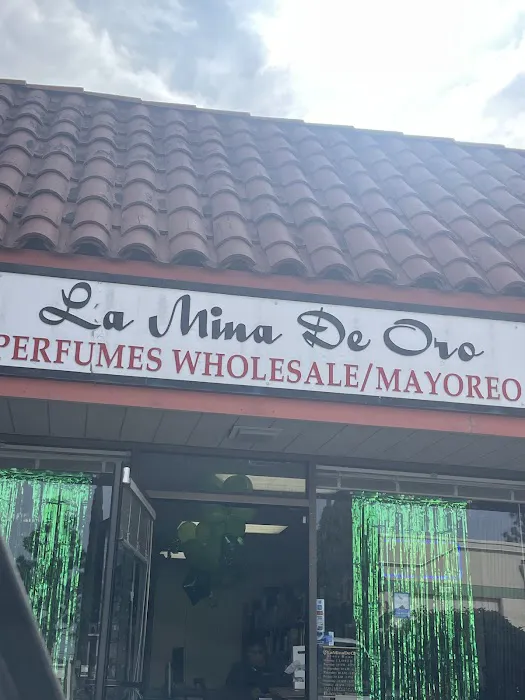 La Mina De Oro
PERFUMES WHOLESALE/MAYOREO